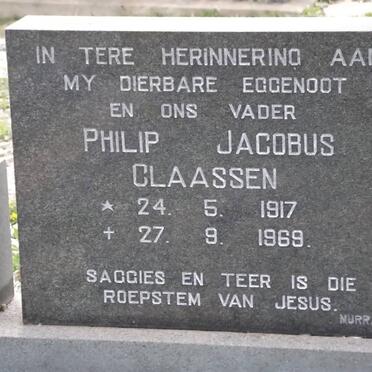 IN TERE HERINNERING AAN
MY DIERBARE EGGENOOT
EN ONS VADER
PHILIP JACOBUS
CLAASSEN
* 24. 5. 1917
+ 27. 9. 1969.
SAGGIES EN TEER IS DIE
ROEPSTEM VAN JESUS.